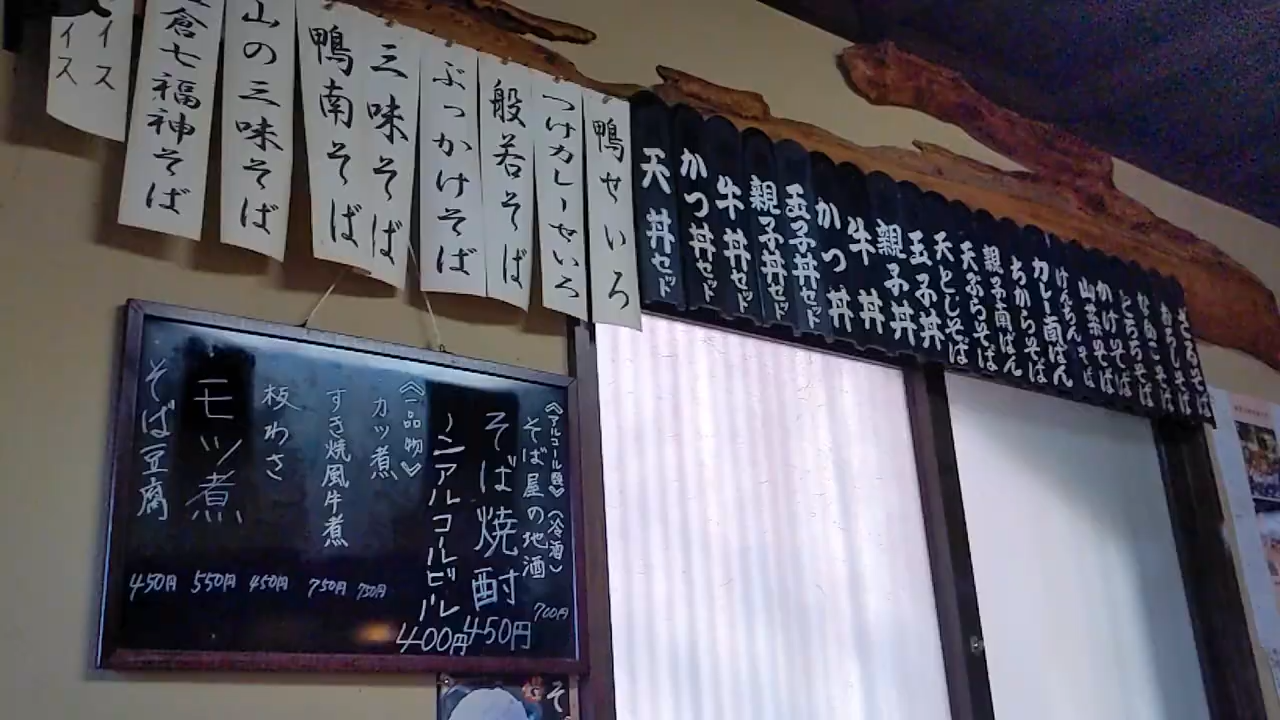 ざるそば
おろしそば
なめこそば
とろろそば
かけそば
山菜そば
けんちんそば
カレー南ばん
ちからそば
親子南ばん
天ぷらそば
天とじそば
玉子丼
親子丼
牛丼
かつ丼
玉子丼セット
親子丼セット
牛丼セット
かつ丼セット
天丼セット
鴨せいろ
つけカレーせいろ
般若そば
ぶっかけそば
三味そば
鴨南そば
山の三味そば
倉七福神そば
イス
イス
《アルコール類》(冷酒)
そば屋の地酒 700円
そば焼酎 450円
ノンアルコールビール 400円
《一品物》
カツ煮 750円
すき焼風牛煮 750円
板わさ 450円
モツ煮 550円
そば豆腐 450円
そ